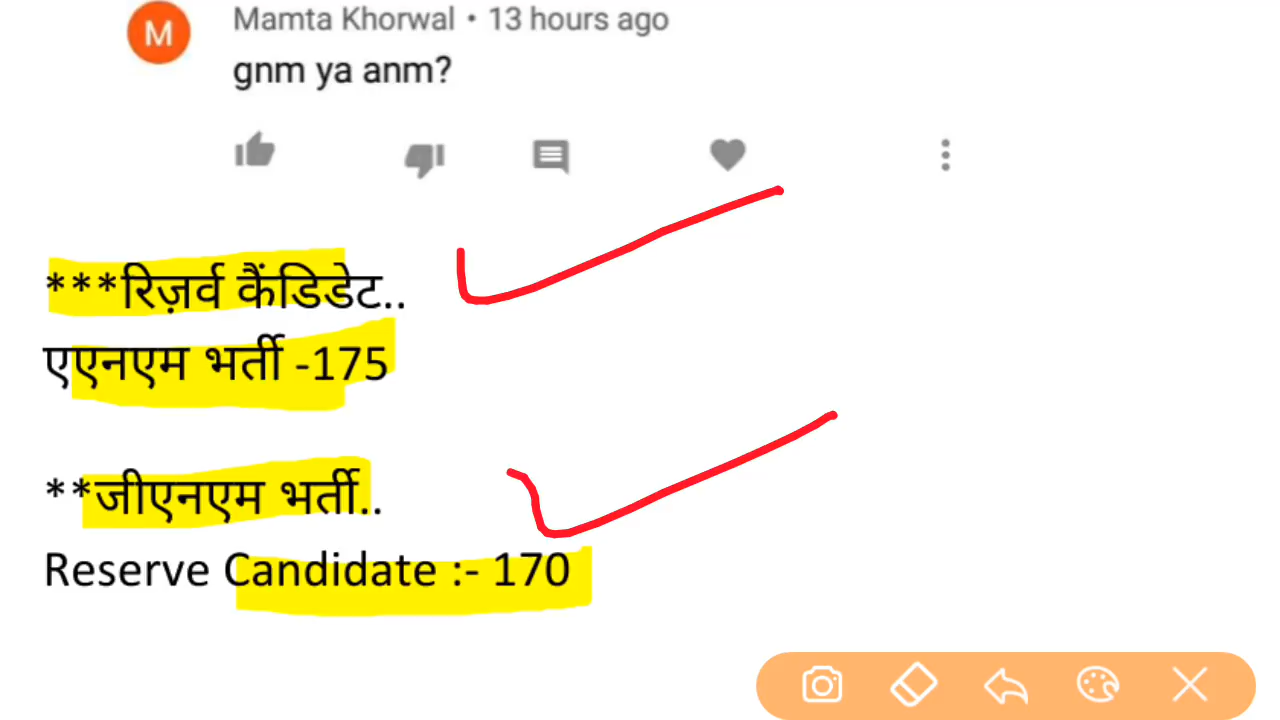 M
Mamta Khorwal • 13 hours ago
gnm ya anm?
***रिज़र्व कैंडिडेट..
एएनएम भर्ती -175
**जीएनएम भर्ती..
Reserve Candidate :- 170